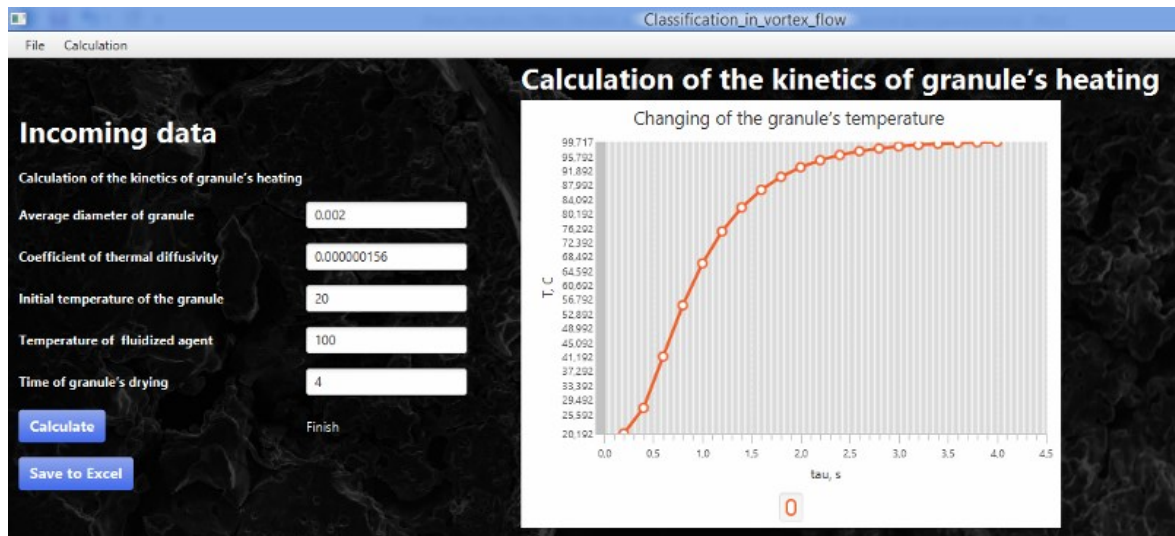 Classification_in_vortex_flow
File Calculation
Calculation of the kinetics of granule's heating
Incoming data
Calculation of the kinetics of granule's heating
Average diameter of granule 0.002
Coefficient of thermal diffusivity 0.000000156
Initial temperature of the granule 20
Temperature of fluidized agent 100
Time of granule's drying 4
Calculate Finish
Save to Excel
Changing of the granule's temperature
99,717
95,792
91,892
87,992
84,092
80,192
76,292
72,392
68,492
64,592
60,692
56,792
52,892
48,992
45,092
41,192
37,292
33,392
29,492
25,592
20,192
T, C
0,0 0,5 1,0 1,5 2,0 2,5 3,0 3,5 4,0 4,5
tau, s
0